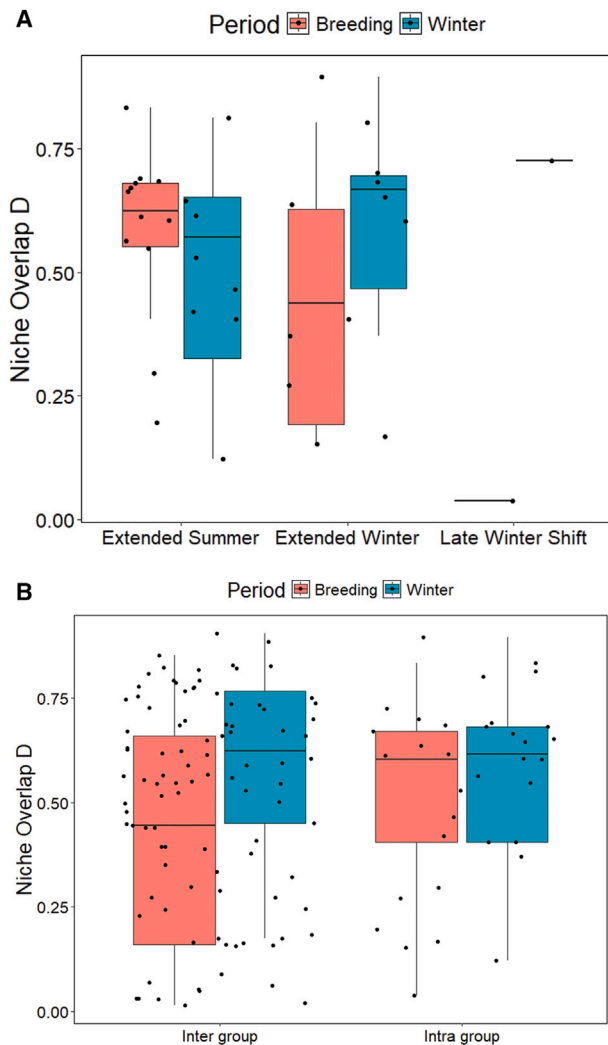 A
Period Breeding Winter
Niche Overlap D
0.75
0.50
0.25
0.00
Extended Summer Extended Winter Late Winter Shift
B
Period Breeding Winter
Niche Overlap D
0.75
0.50
0.25
0.00
Inter group Intra group